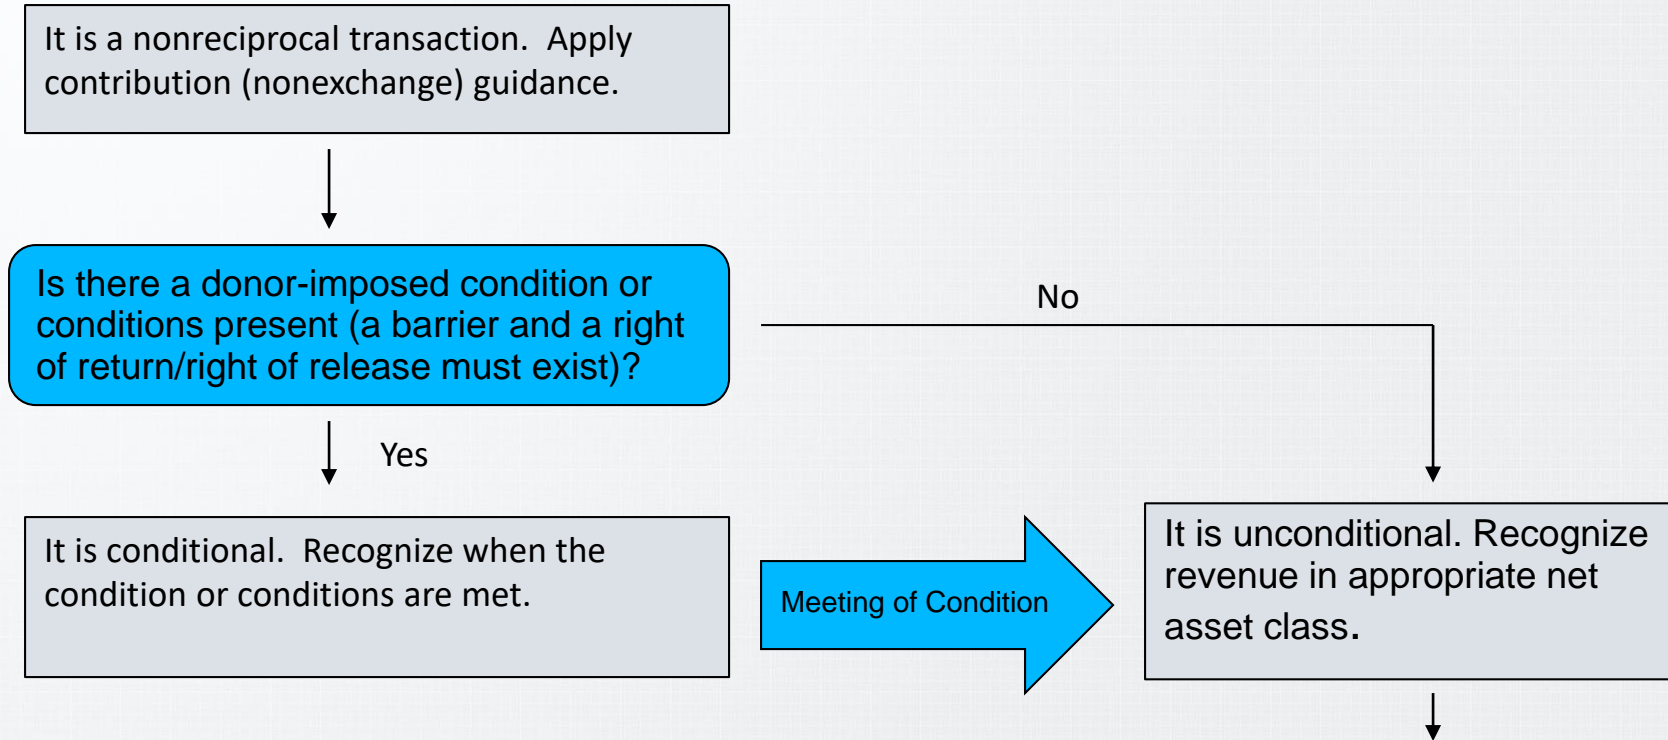 It is a nonreciprocal transaction.  Apply
contribution (nonexchange) guidance.
Is there a donor-imposed condition or
conditions present (a barrier and a right
of return/right of release must exist)?
No
Yes
It is conditional.  Recognize when the
condition or conditions are met.
Meeting of Condition
It is unconditional. Recognize
revenue in appropriate net
asset class.